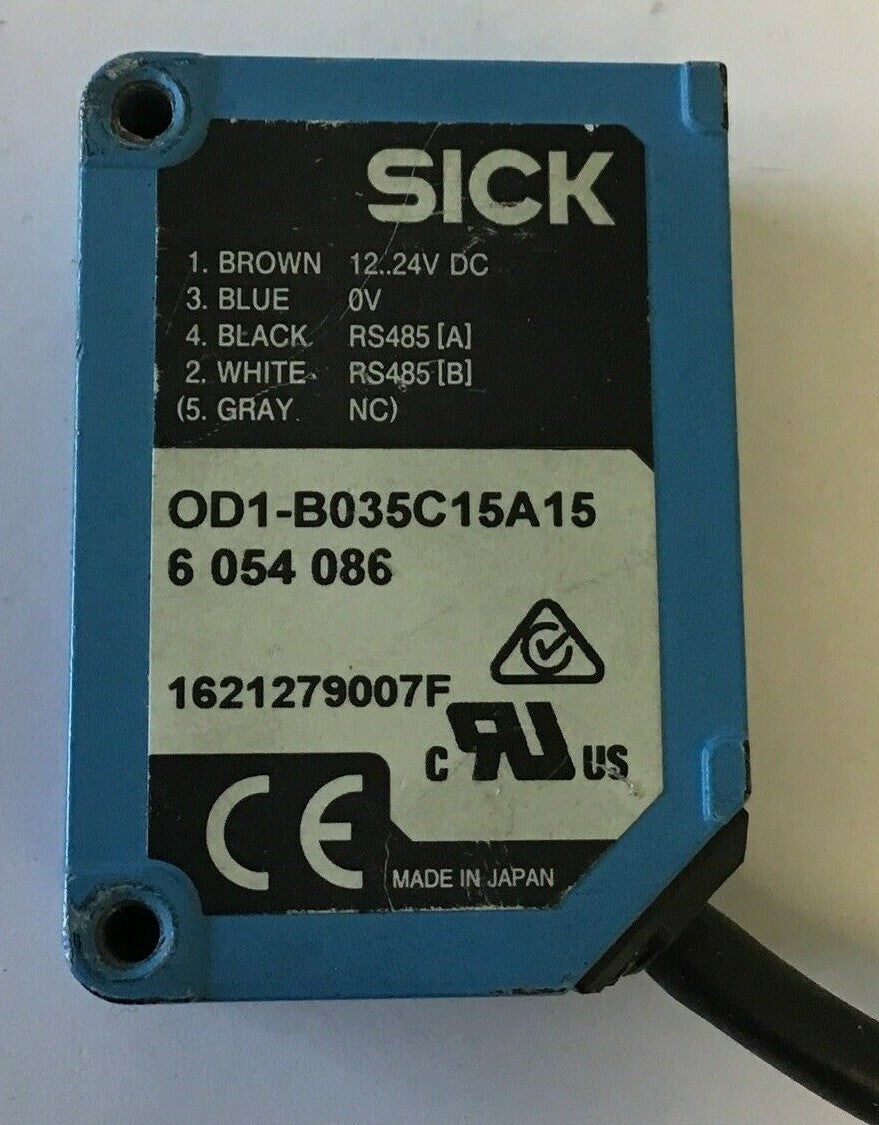 SICK
1. BROWN 12..24V DC
3. BLUE 0V
4. BLACK RS485 [A]
2. WHITE RS485 [B]
(5. GRAY NC)
OD1-B035C15A15
6 054 086
1621279007F
C RU US
CE
MADE IN JAPAN